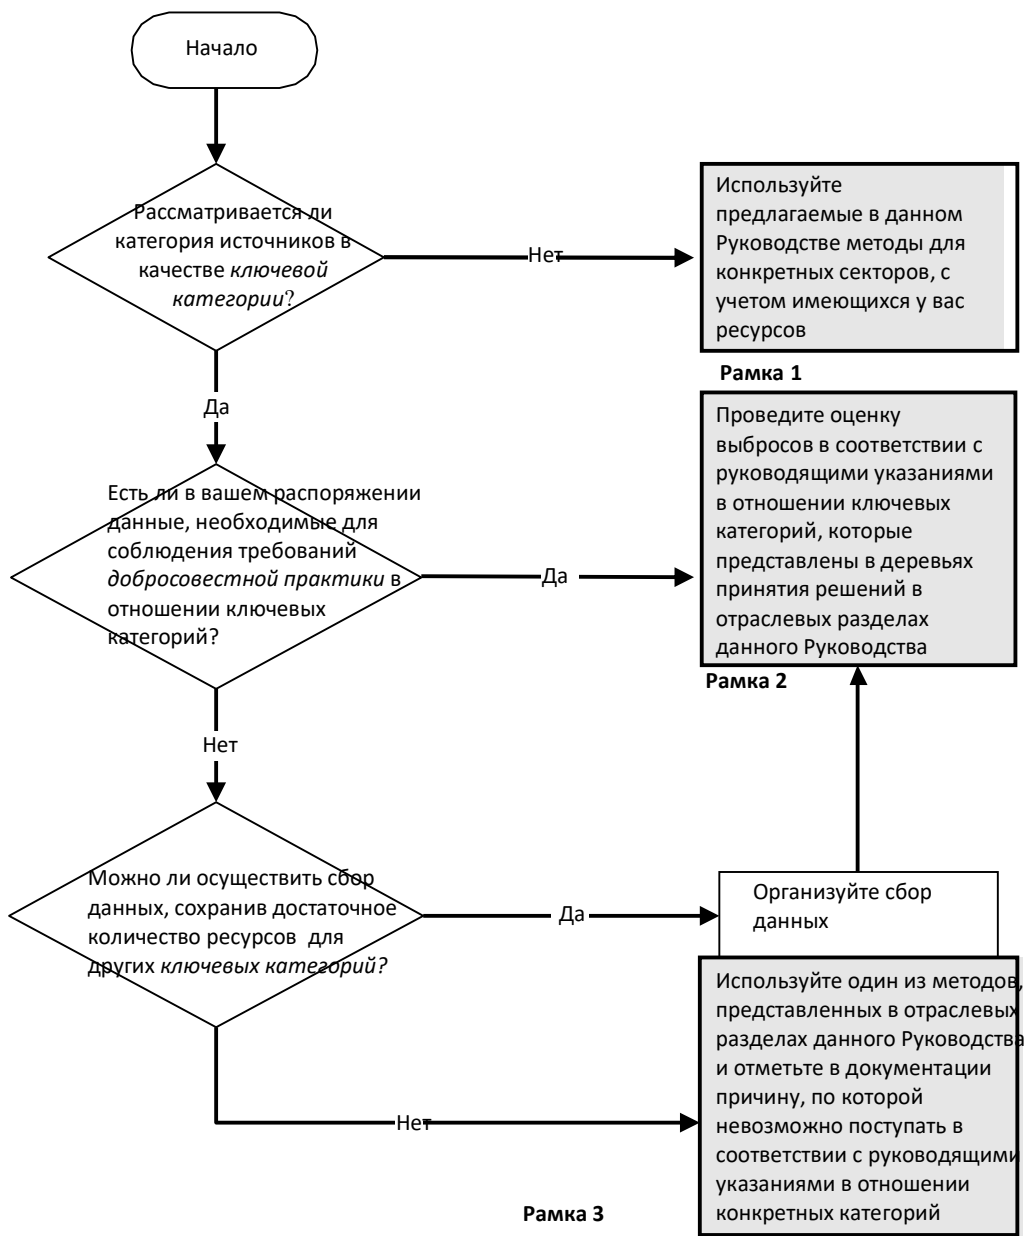 Начало
Рассматривается ли
категория источников в
качестве ключевой
категории?
Нет
Используйте
предлагаемые в данном
Руководстве методы для
конкретных секторов, с
учетом имеющихся у вас
ресурсов
Рамка 1
Да
Есть ли в вашем распоряжении
данные, необходимые для
соблюдения требований
добросовестной практики в
отношении ключевых
категорий?
Да
Проведите оценку
выбросов в соответствии с
руководящими указаниями
в отношении ключевых
категорий, которые
представлены в деревьях
принятия решений в
отраслевых разделах
данного Руководства
Рамка 2
Нет
Можно ли осуществить сбор
данных, сохранив достаточное
количество ресурсов для
других ключевых категорий?
Да
Организуйте сбор
данных
Нет
Используйте один из методов,
представленных в отраслевых
разделах данного Руководства
и отметьте в документации
причину, по которой
невозможно поступать в
соответствии с руководящими
указаниями в отношении
конкретных категорий
Рамка 3